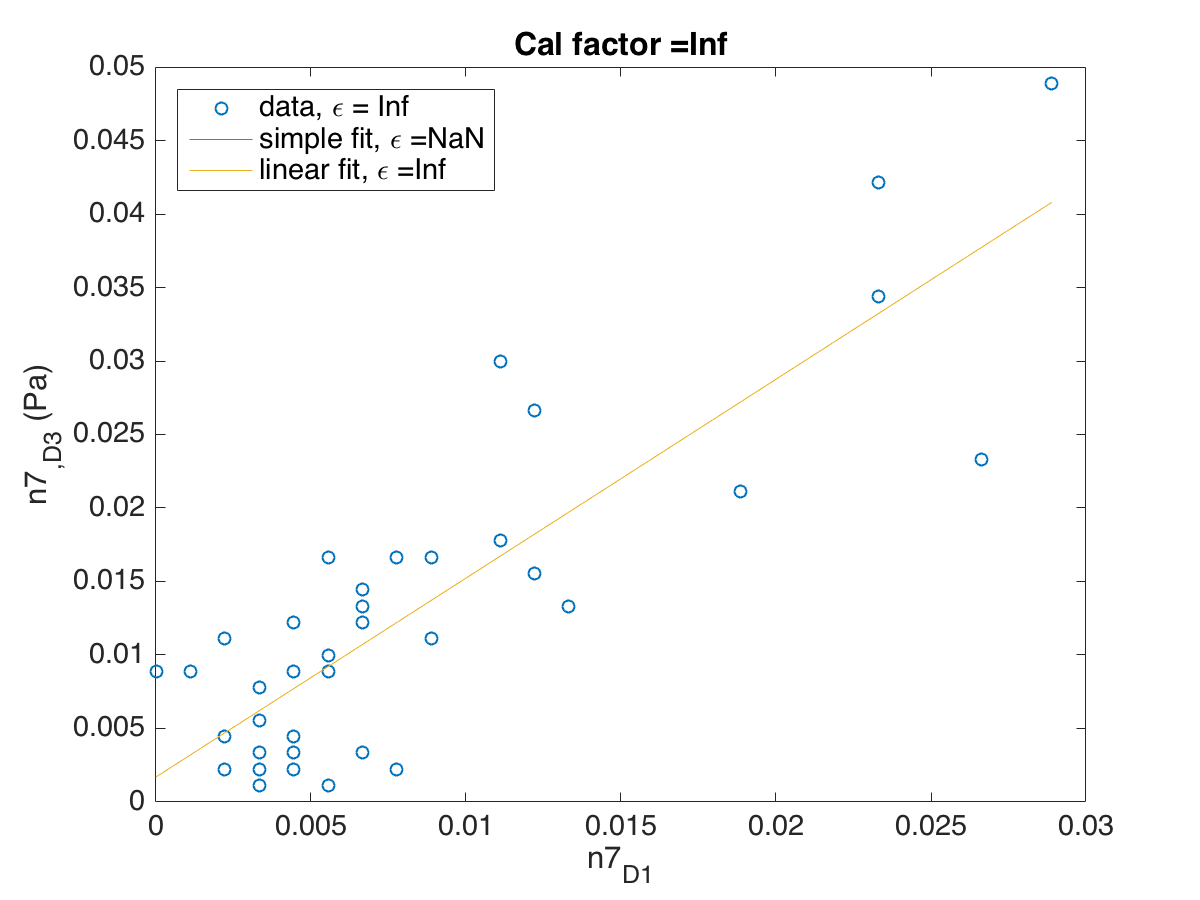 Cal factor =Inf
0.05
0.045
0.04
0.035
0.03
0.025
0.02
0.015
0.01
0.005
0
data, ϵ = Inf
simple fit, ϵ =NaN
linear fit, ϵ =Inf
n7,D3 (Pa)
0 0.005 0.01 0.015 0.02 0.025 0.03
n7D1